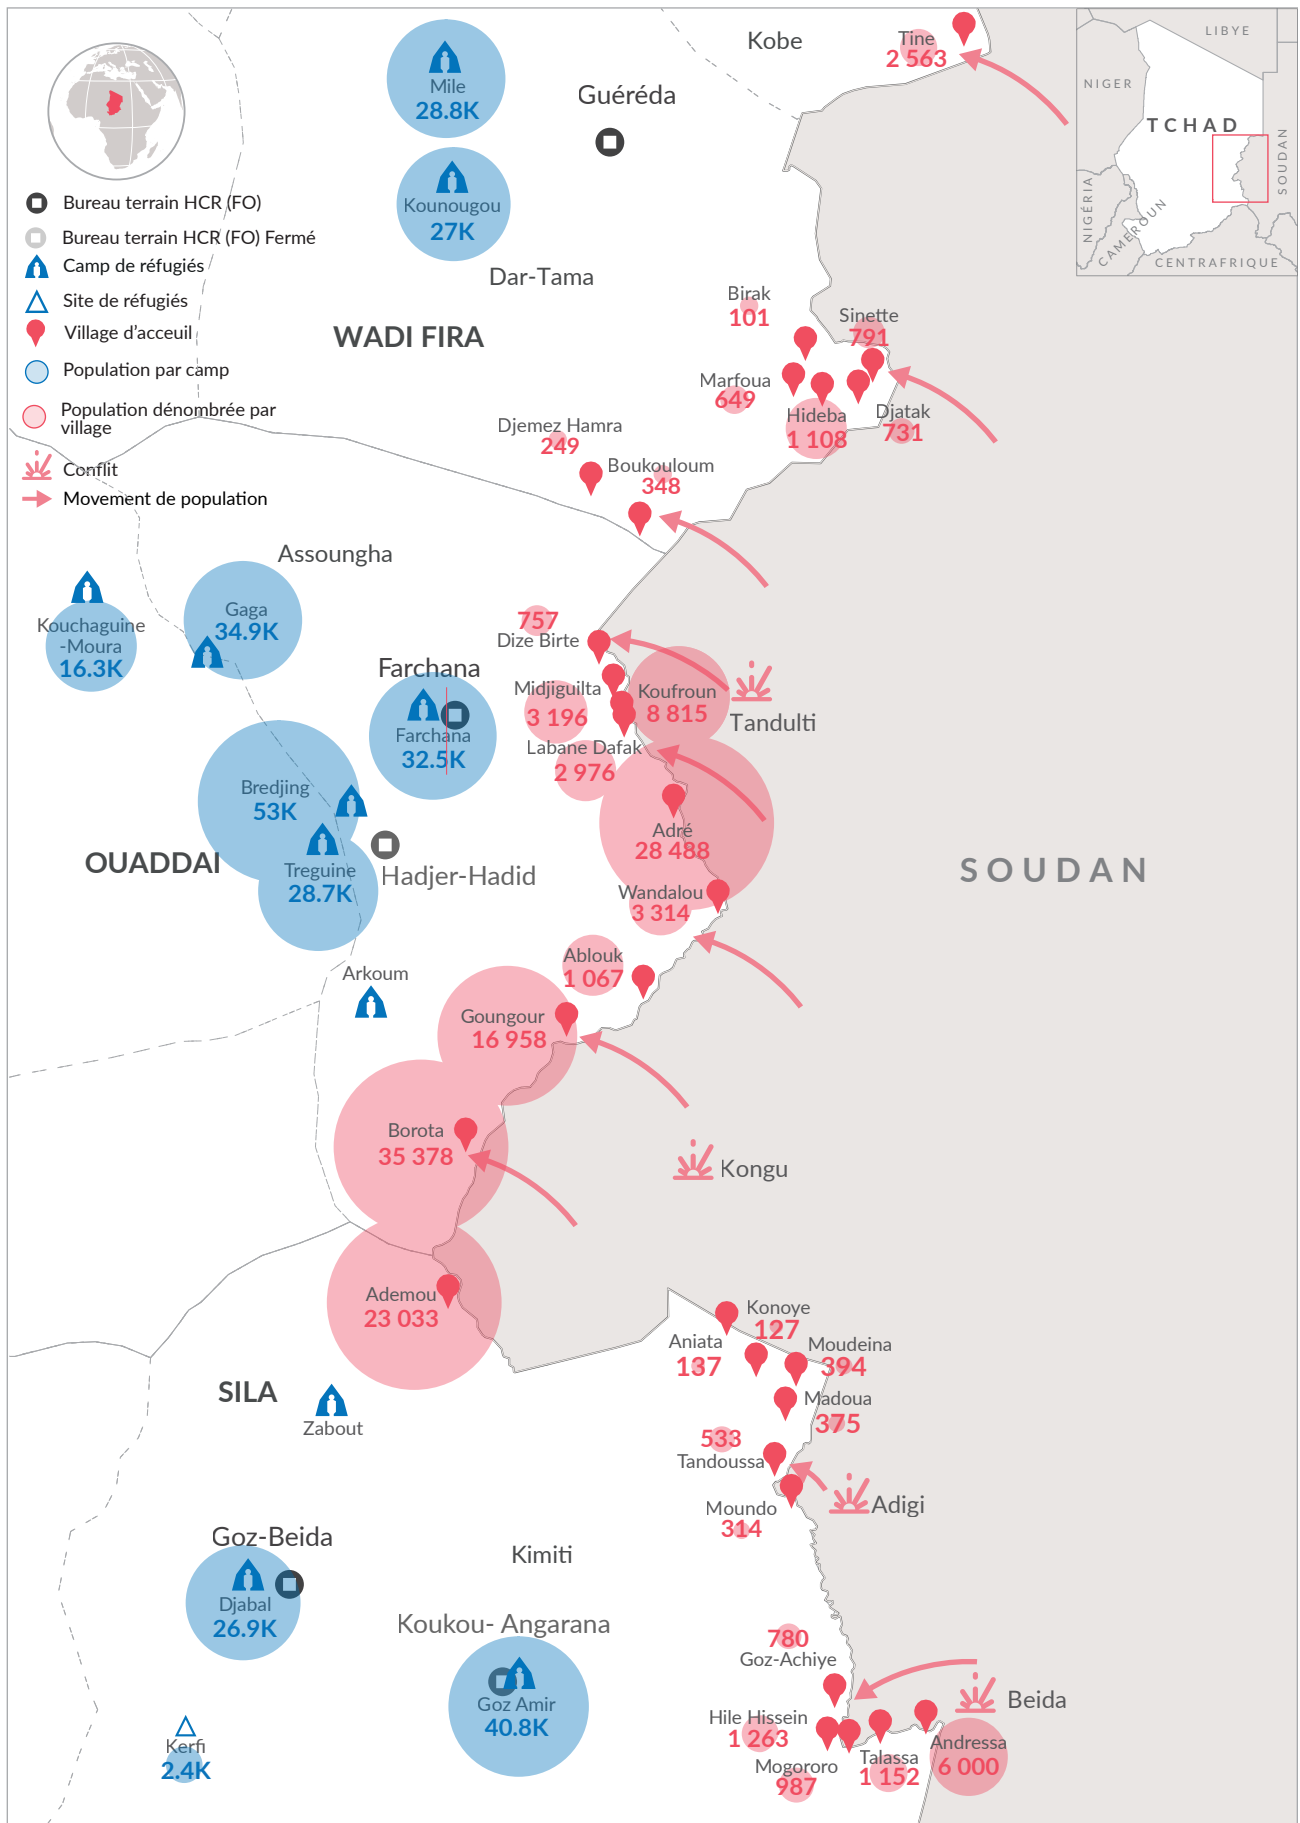 Kobe
Tine
2 563
LIBYE
NIGER
TCHAD
SOUDAN
NIGÉRIA
CAMEROUN
CENTRAFRIQUE
Mile
28.8K
Guéréda
Kounougou
27K
Dar-Tama
WADI FIRA
Bureau terrain HCR (FO)
Bureau terrain HCR (FO) Fermé
Camp de réfugiés
Site de réfugiés
Village d'acceuil
Population par camp
Population dénombrée par
village
Conflit
Movement de population
Birak
101
Sinette
791
Marfoua
649
Hideba
1 108
Djatak
731
Djemez Hamra
249
Boukouloum
348
Assoungha
Kouchaguine
-Moura
16.3K
Gaga
34.9K
757
Dize Birte
Farchana
Farchana
32.5K
Midjiguilta
3 196
Koufroun
8 815
Tandulti
Labane Dafak
2 976
Bredjing
53K
Adré
28 488
OUADDAI
Treguine
28.7K
Hadjer-Hadid
SOUDAN
Wandalou
3 314
Ablouk
1 067
Arkoum
Goungour
16 958
Borota
35 378
Kongu
Ademou
23 033
Konoye
127
Aniata
137
Moudeina
394
SILA
Zabout
Madoua
375
533
Tandoussa
Moundo
314
Adigi
Goz-Beida
Djabal
26.9K
Kimiti
Koukou- Angarana
Goz Amir
40.8K
780
Goz-Achiye
Beida
Kerfi
2.4K
Hile Hissein
1 263
Mogororo
987
Talassa
1 152
Andressa
6 000